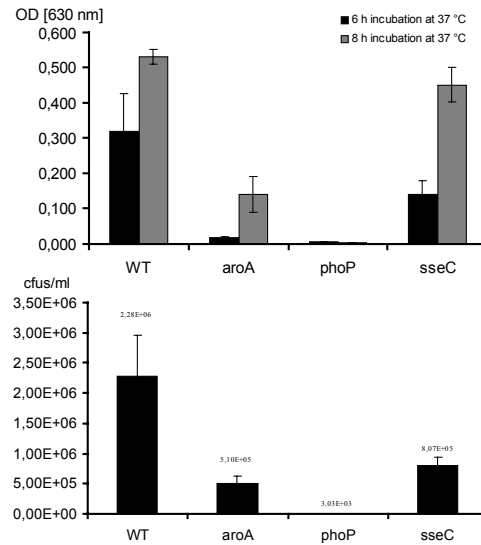 OD [630 nm]
6 h incubation at 37 °C
8 h incubation at 37 °C
0,600
0,500
0,400
0,300
0,200
0,100
0,000
WT aroA phoP sseC
cfus/ml
3,50E+06
3,00E+06
2,50E+06
2,00E+06
1,50E+06
1,00E+06
5,00E+05
0,00E+00
2,28E+06
5,10E+05
3,03E+03
8,07E+05
WT aroA phoP sseC